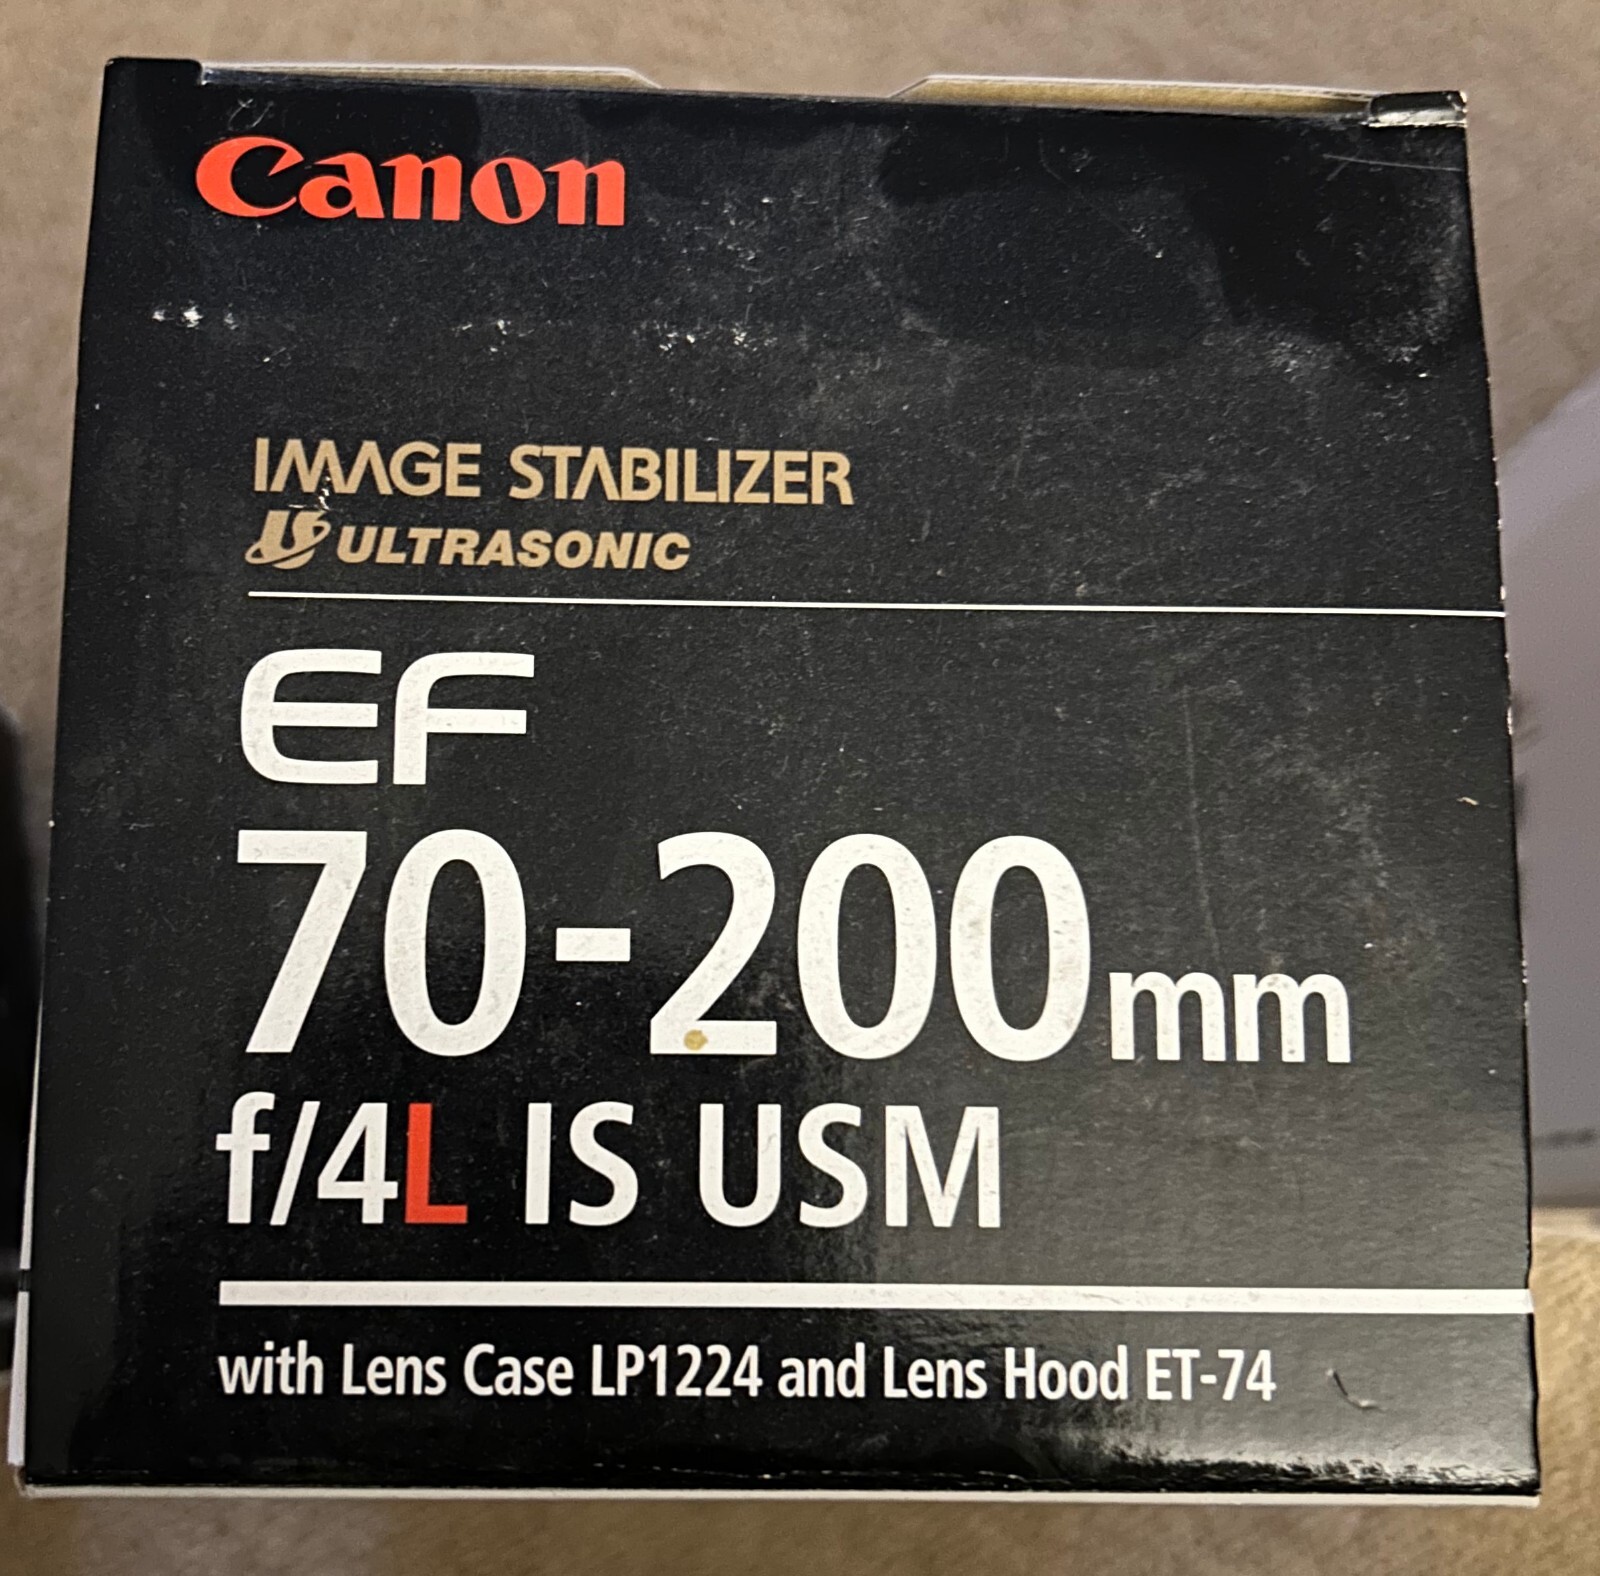 Canon
IMAGE STABILIZER
ULTRASONIC
EF
70-200mm
f/4L IS USM
with Lens Case LP1224 and Lens Hood ET-74